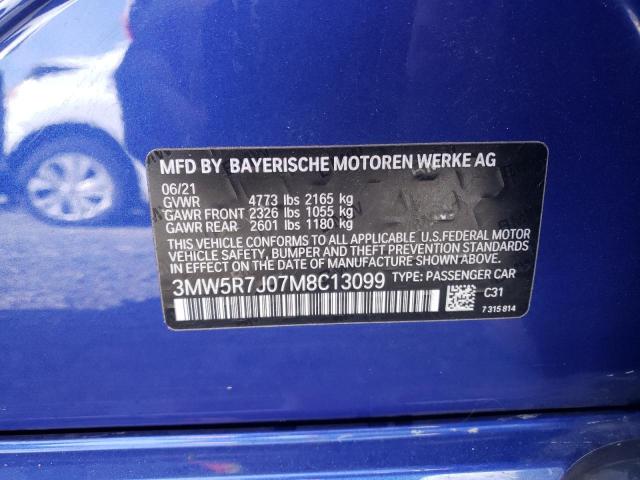 MFD BY BAYERISCHE MOTOREN WERKE AG
06/21
GVWR 4773 lbs 2165 kg
GAWR FRONT 2326 lbs 1055 kg
GAWR REAR 2601 lbs 1180 kg
THIS VEHICLE CONFORMS TO ALL APPLICABLE U.S.FEDERAL MOTOR
VEHICLE SAFETY, BUMPER, AND THEFT PREVENTION STANDARDS IN
EFFECT ON THE DATE OF MANUFACTURE SHOWN ABOVE.
3MW5R7J07M8C13099 TYPE: PASSENGER CAR
C31
7 315 814